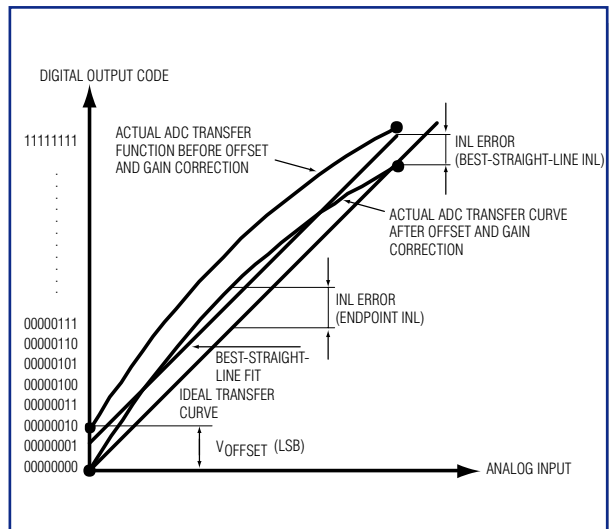 DIGITAL OUTPUT CODE
11111111
ACTUAL ADC TRANSFER
FUNCTION BEFORE OFFSET
AND GAIN CORRECTION
INL ERROR
(BEST-STRAIGHT-LINE INL)
ACTUAL ADC TRANSFER CURVE
AFTER OFFSET AND GAIN
CORRECTION
INL ERROR
(ENDPOINT INL)
00000111
00000110
00000101
00000100
00000011
00000010
00000001
00000000
BEST-STRAIGHT-
LINE FIT
IDEAL TRANSFER
CURVE
VOFFSET (LSB)
ANALOG INPUT